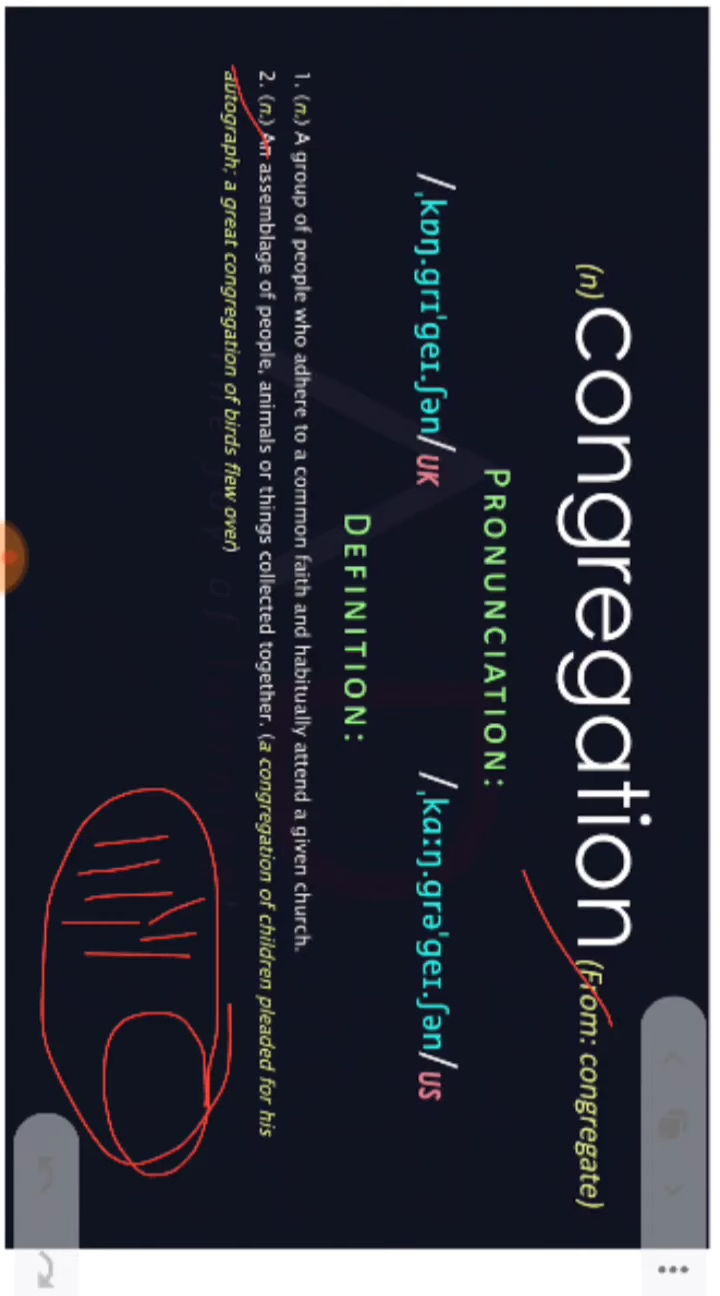 (n) Congregation (From: congregate)
PRONUNCIATION:
/ˌkɒŋ.ɡrɪˈɡeɪ.ʃən/ UK /ˌkɑːŋ.ɡrəˈɡeɪ.ʃən/ US
DEFINITION:
1. (n.) A group of people who adhere to a common faith and habitually attend a given church.
2. (n.) An assemblage of people, animals or things collected together. (a congregation of children pleaded for his
autograph; a great congregation of birds flew over)